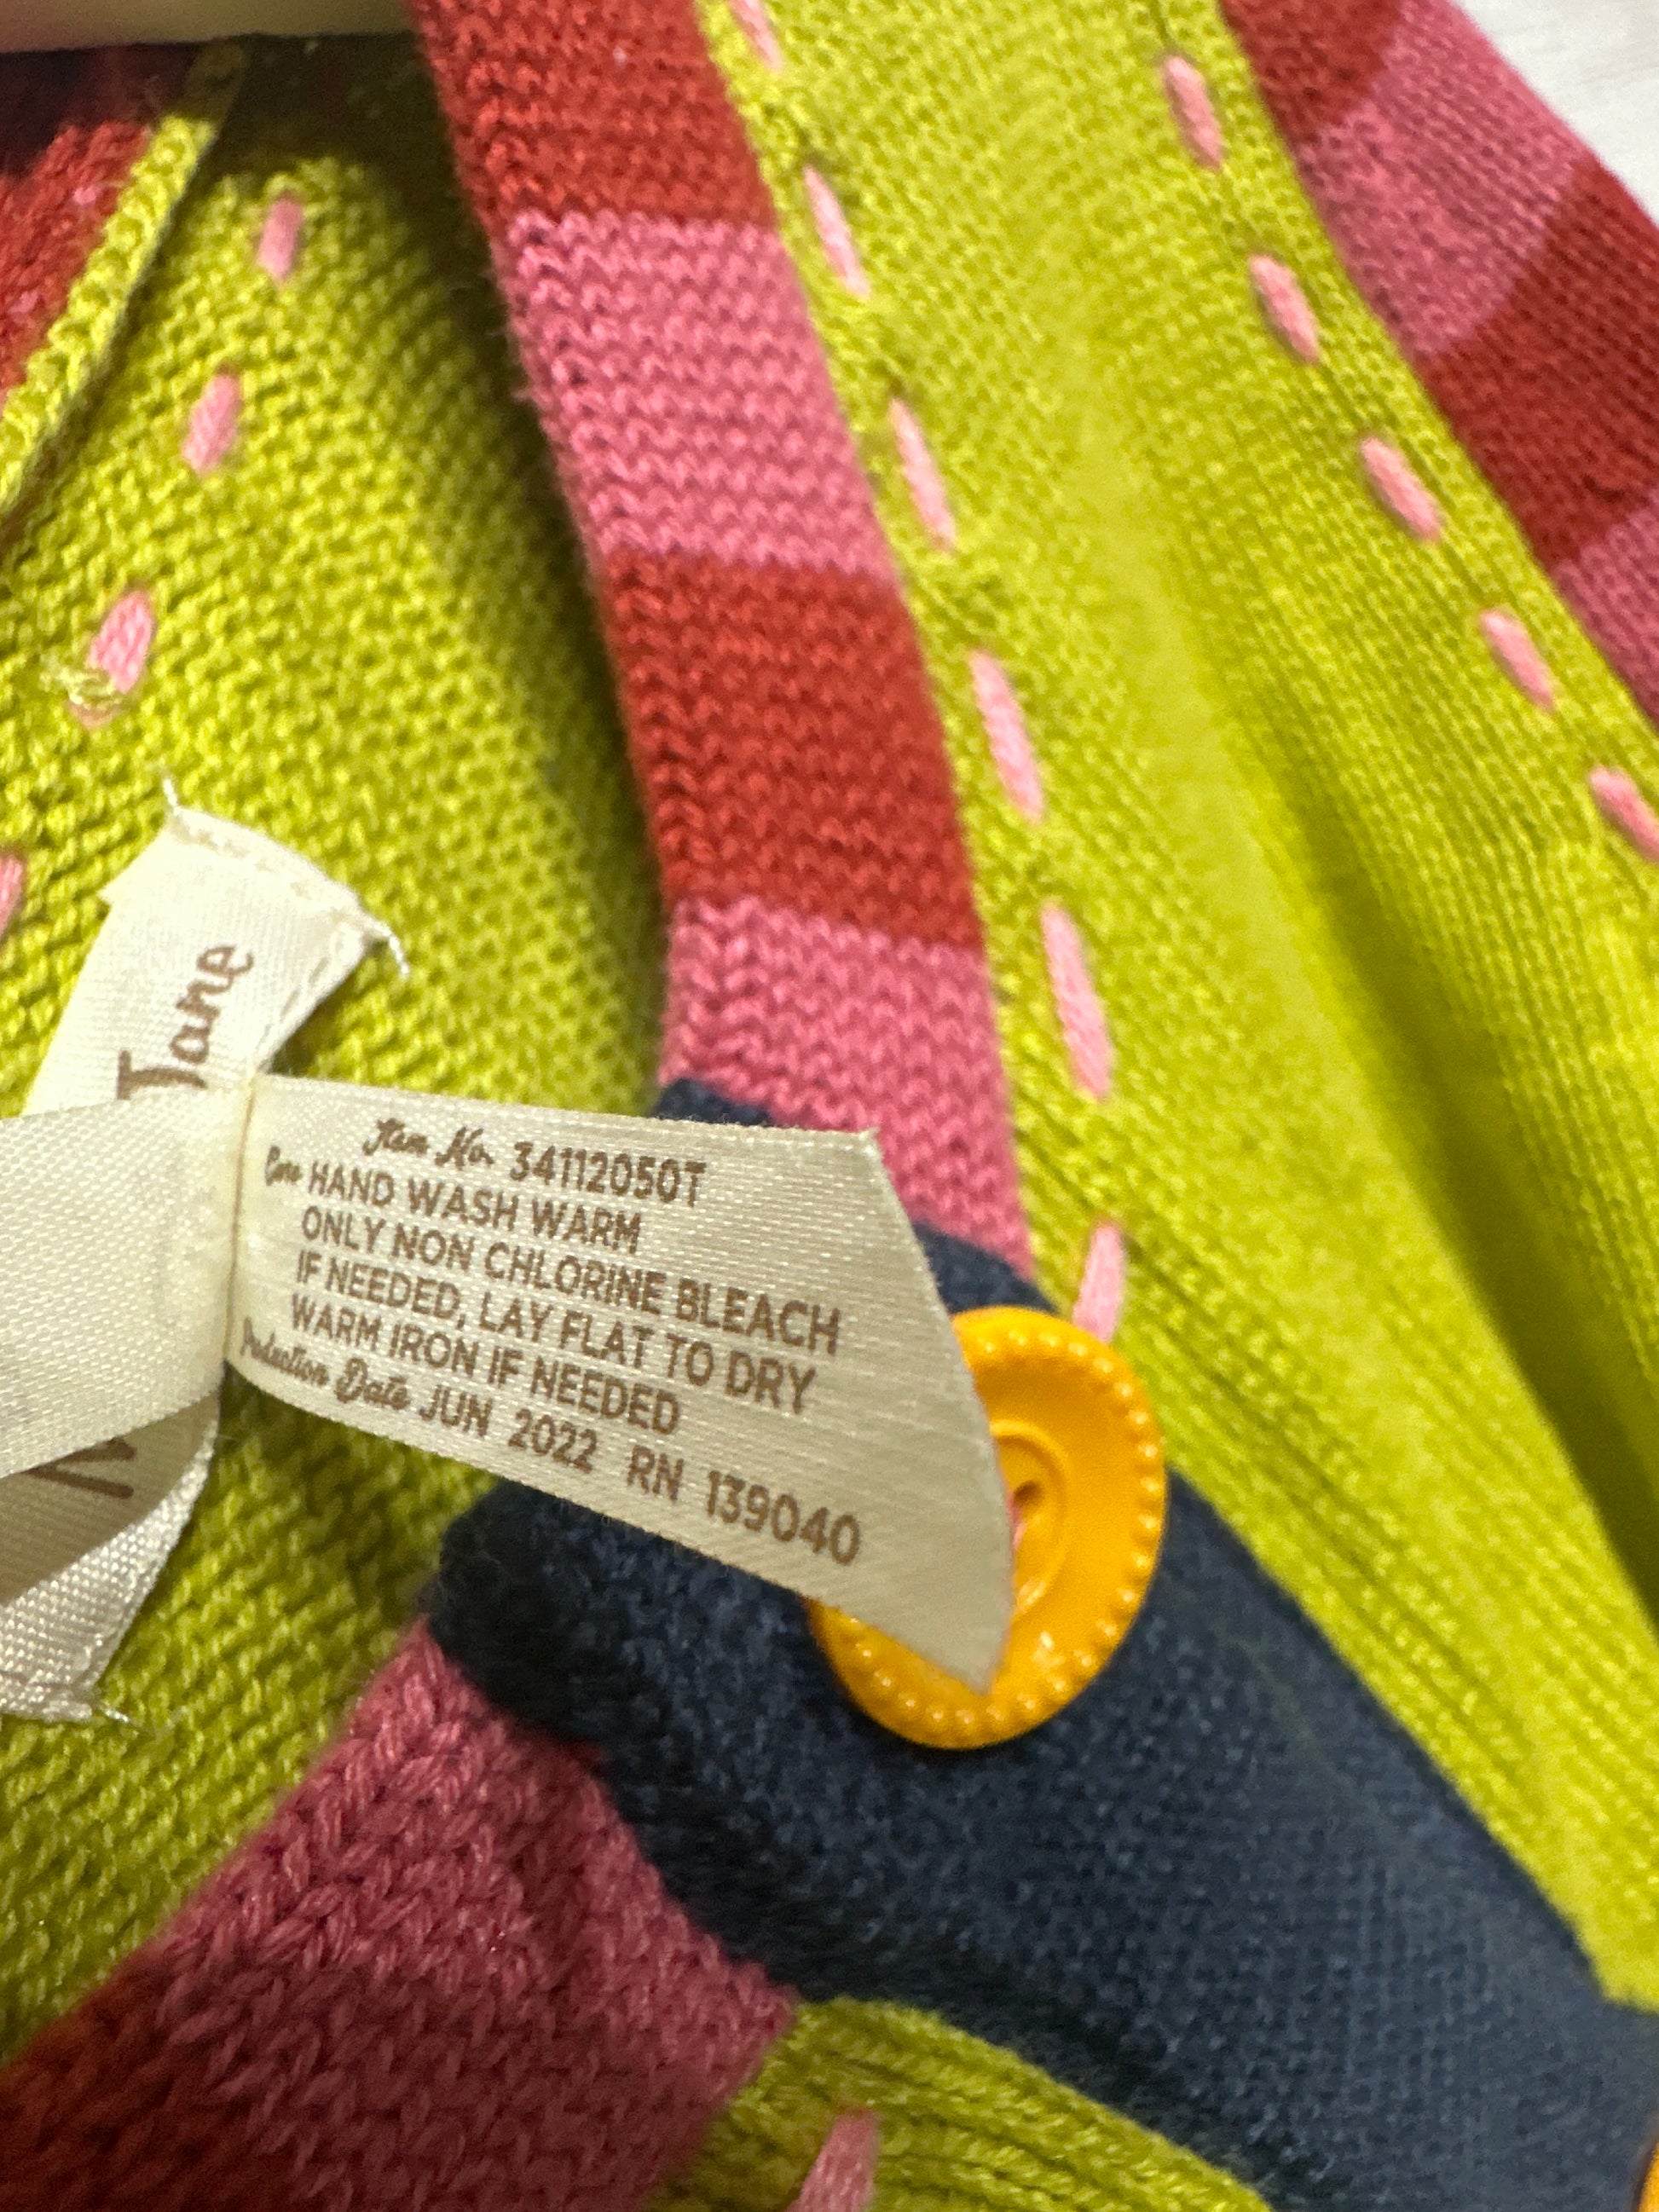 Jane
Item No. 34112050T
Care HAND WASH WARM
ONLY NON CHLORINE BLEACH
IF NEEDED, LAY FLAT TO DRY
WARM IRON IF NEEDED
Production Date JUN 2022 RN 139040